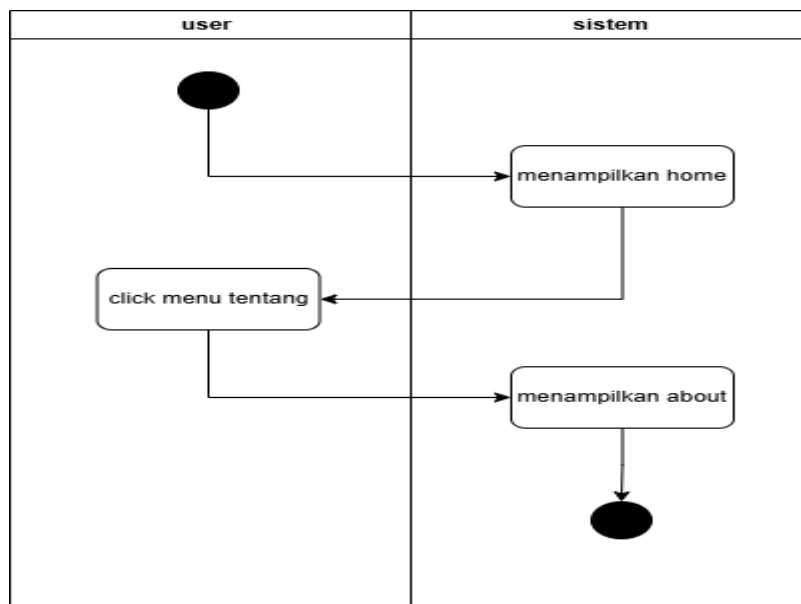 user
sistem
menampilkan home
click menu tentang
menampilkan about